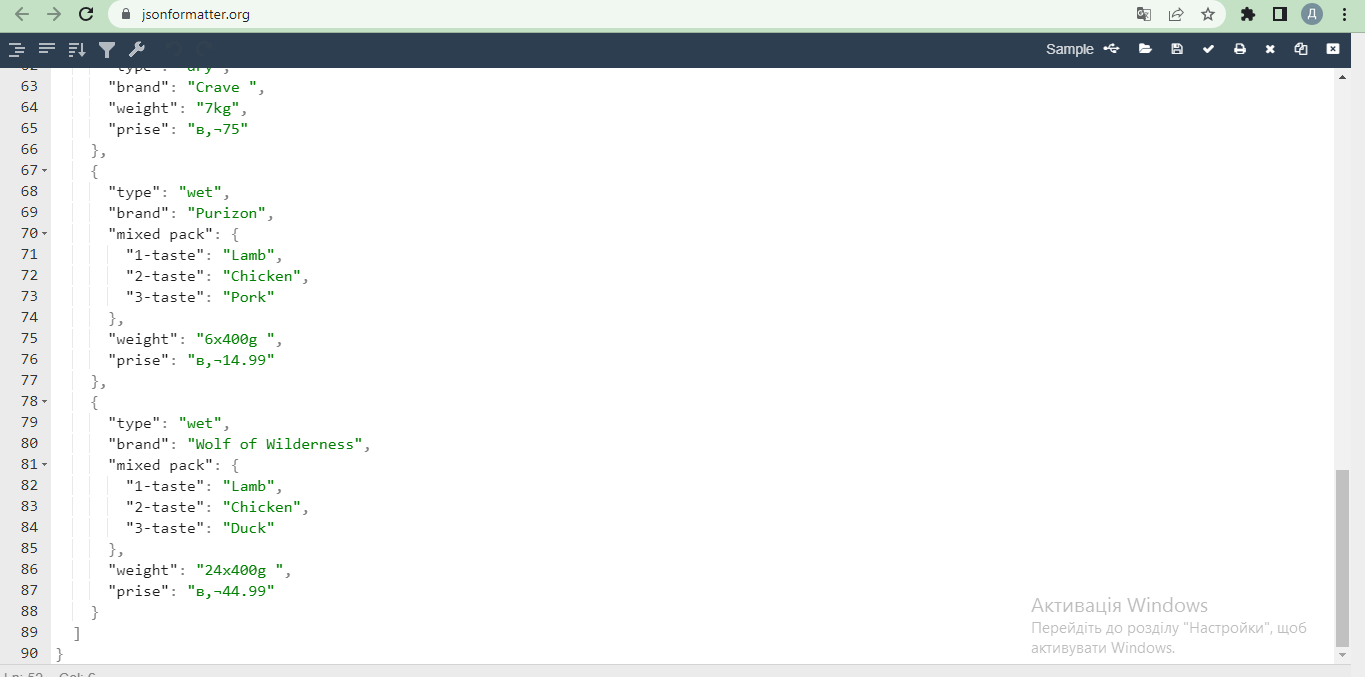 jsonformatter.org
Д
Sample
62 "type": "dry",
63 "brand": "Crave ",
64 "weight": "7kg",
65 "prise": "в‚¬75"
66 },
67 {
68 "type": "wet",
69 "brand": "Purizon",
70 "mixed pack": {
71 "1-taste": "Lamb",
72 "2-taste": "Chicken",
73 "3-taste": "Pork"
74 },
75 "weight": "6x400g ",
76 "prise": "в‚¬14.99"
77 },
78 {
79 "type": "wet",
80 "brand": "Wolf of Wilderness",
81 "mixed pack": {
82 "1-taste": "Lamb",
83 "2-taste": "Chicken",
84 "3-taste": "Duck"
85 },
86 "weight": "24x400g ",
87 "prise": "в‚¬44.99"
88 }
89 ]
90 }
Активація Windows
Перейдіть до розділу "Настройки", щоб
активувати Windows.